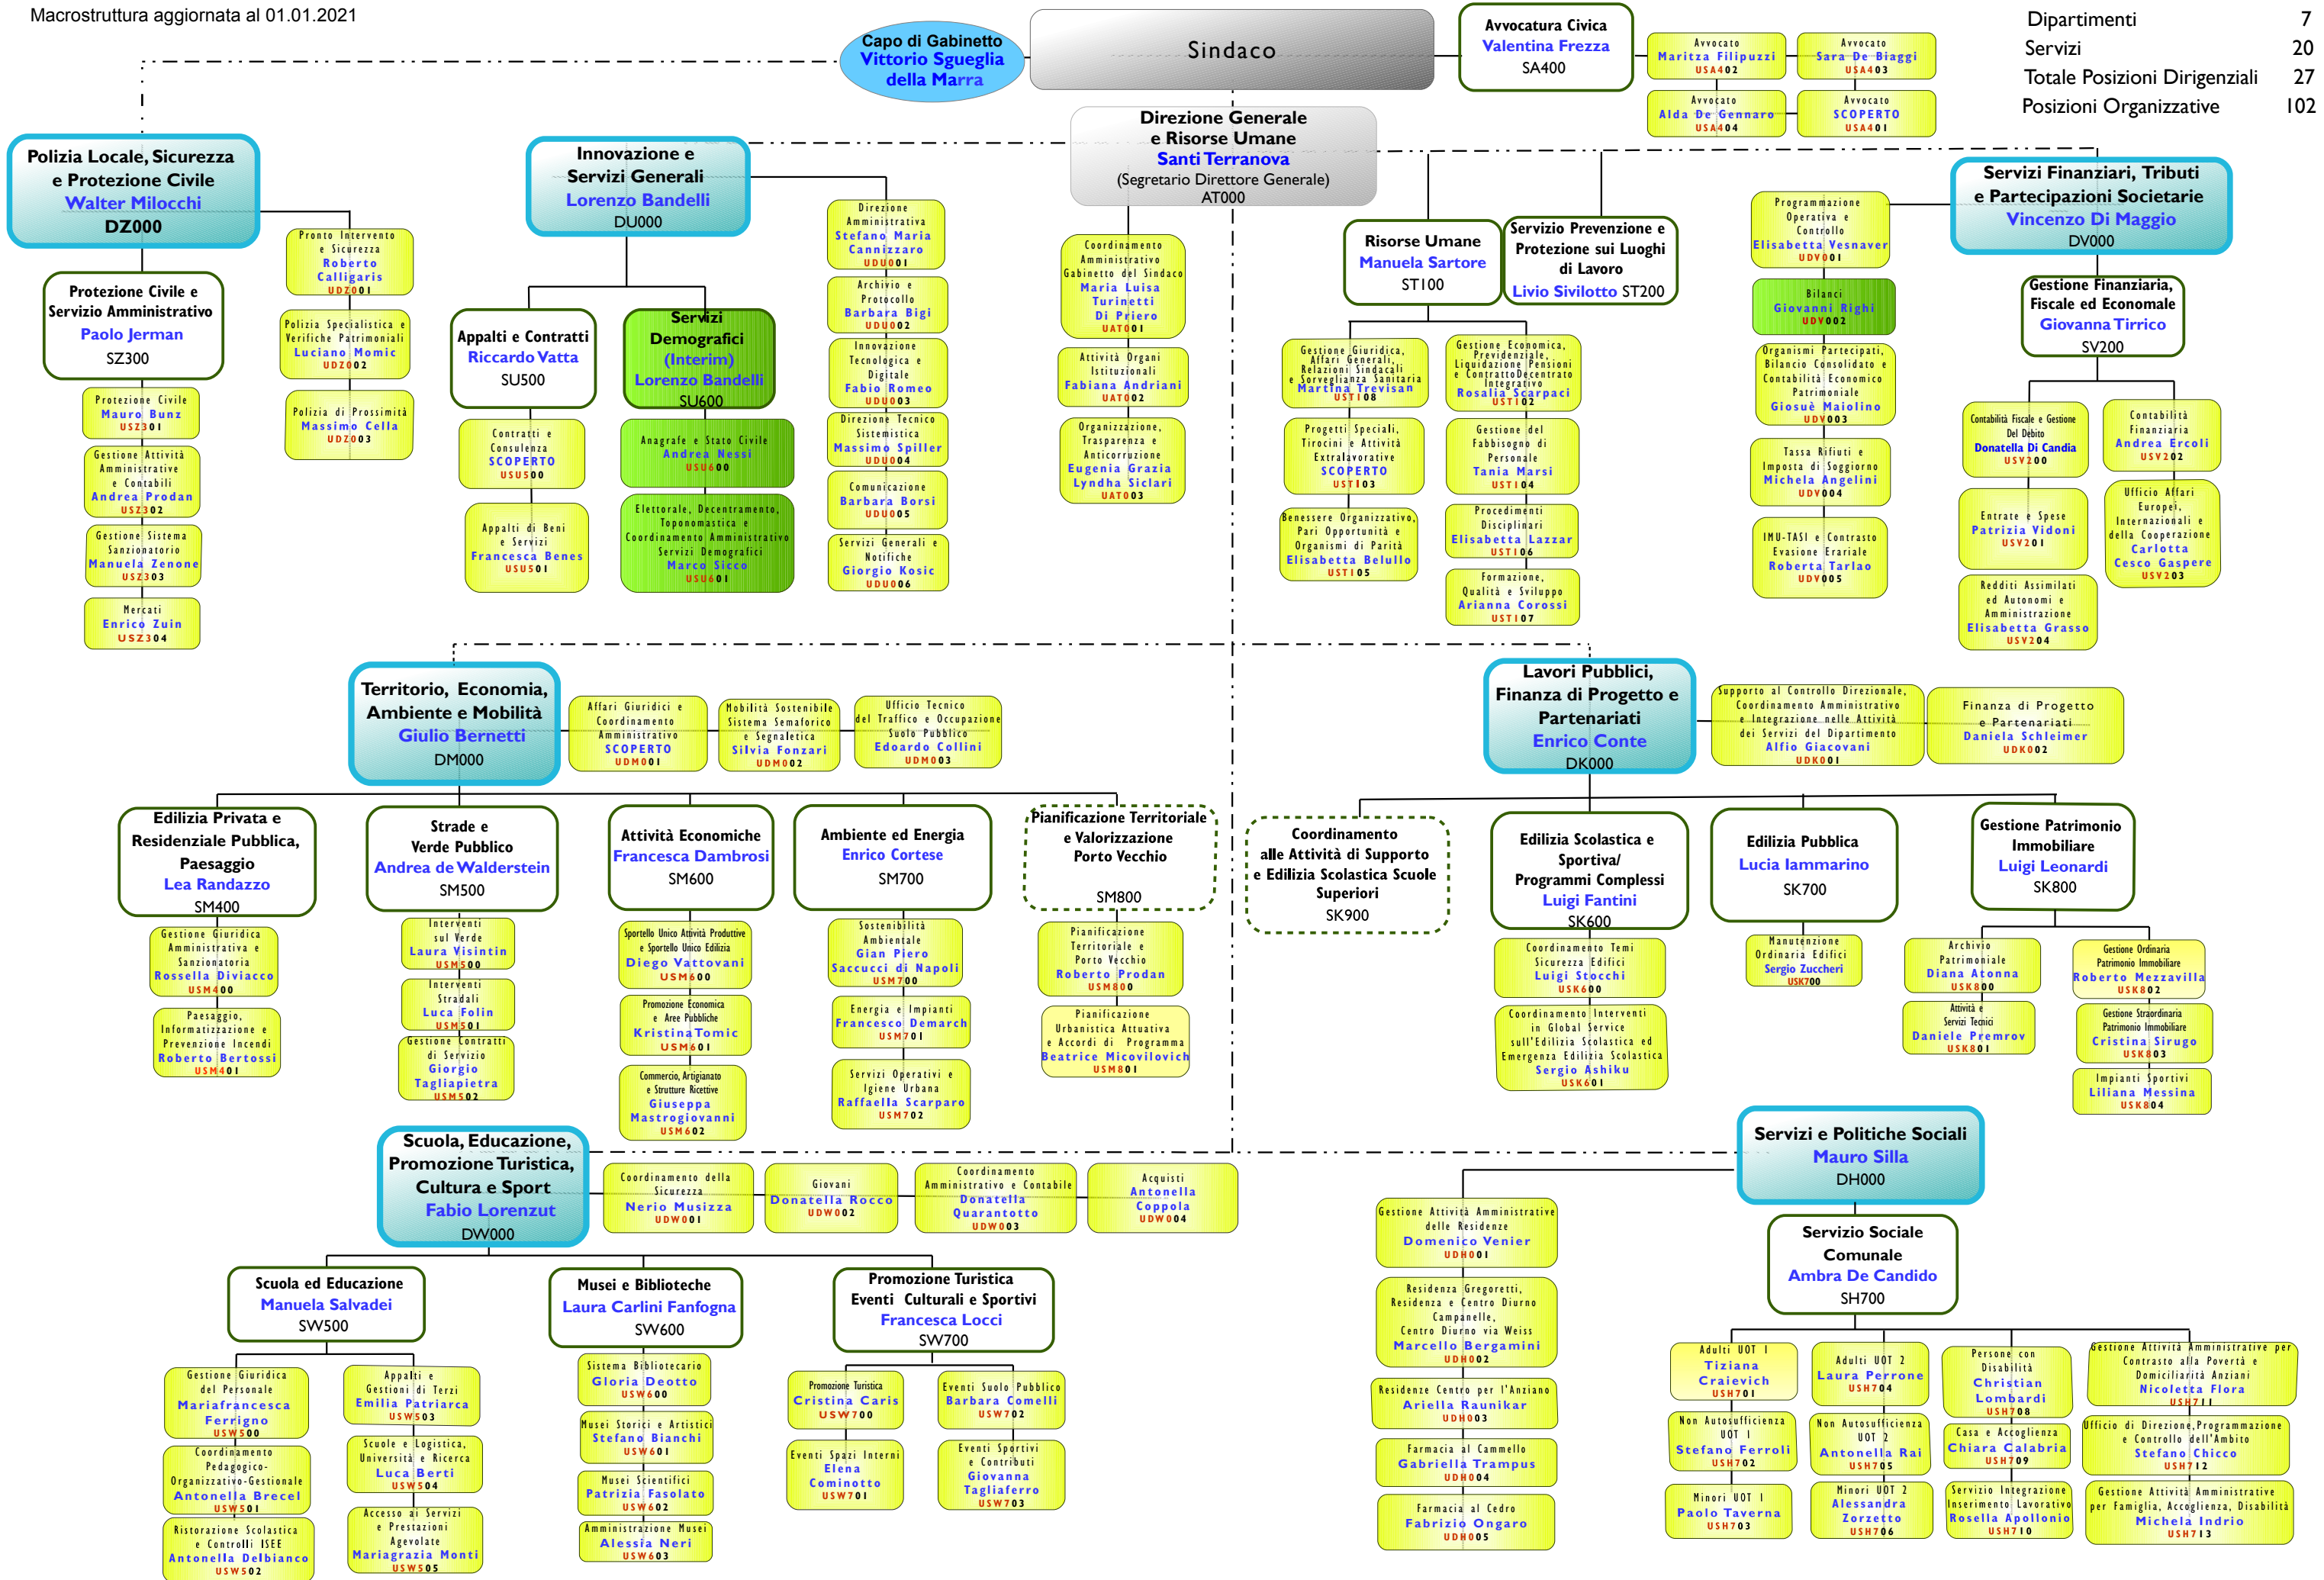 Macrostruttura aggiornata al 01.01.2021
Capo di Gabinetto
Vittorio Sgueglia
della Marra
Sindaco
Avvocatura Civica
Valentina Frezza
SA400
Avvocato
Maritza Filipuzzi
USA402
Avvocato
Sara De Biaggi
USA403
Avvocato
Alda De Gennaro
USA404
Avvocato
SCOPERTO
USA401
Dipartimenti 7
Servizi 20
Totale Posizioni Dirigenziali 27
Posizioni Organizzative 102
Direzione Generale
e Risorse Umane
Santi Terranova
(Segretario Direttore Generale)
AT000
Polizia Locale, Sicurezza
e Protezione Civile
Walter Milocchi
DZ000
Protezione Civile e
Servizio Amministrativo
Paolo Jerman
SZ300
Protezione Civile
Mauro Bunz
USZ301
Gestione Attività
Amministrative
e Contabili
Andrea Prodan
USZ302
Gestione Sistema
Sanzionatorio
Manuela Zenone
USZ303
Mercati
Enrico Zuin
USZ304
Pronto Intervento
e Sicurezza
Roberto
Calligaris
UDZ001
Polizia Specialistica e
Verifiche Patrimoniali
Luciano Momic
UDZ002
Polizia di Prossimità
Massimo Cella
UDZ003
Innovazione e
Servizi Generali
Lorenzo Bandelli
DU000
Appalti e Contratti
Riccardo Vatta
SU500
Contratti e
Consulenza
SCOPERTO
USU500
Appalti di Beni
e Servizi
Francesca Benes
USU501
Servizi
Demografici
(Interim)
Lorenzo Bandelli
SU600
Anagrafe e Stato Civile
Andrea Nessi
USU600
Elettorale, Decentramento,
Toponomastica e
Coordinamento Amministrativo
Servizi Demografici
Marco Sicco
USU601
Direzione
Amministrativa
Stefano Maria
Cannizzaro
UDU001
Archivio e
Protocollo
Barbara Bigi
UDU002
Innovazione
Tecnologica e
Digitale
Fabio Romeo
UDU003
Direzione Tecnico
Sistemistica
Massimo Spiller
UDU004
Comunicazione
Barbara Borsi
UDU005
Servizi Generali e
Notifiche
Giorgio Kosic
UDU006
Coordinamento
Amministrativo
Gabinetto del Sindaco
Maria Luisa
Turinetti
Di Priero
UAT001
Attività Organi
Istituzionali
Fabiana Andriani
UAT002
Organizzazione,
Trasparenza e
Anticorruzione
Eugenia Grazia
Lyndha Siclari
UAT003
Risorse Umane
Manuela Sartore
ST100
Servizio Prevenzione e
Protezione sui Luoghi
di Lavoro
Livio Sivilotto ST200
Gestione Giuridica,
Affari Generali,
Relazioni Sindacali
e Sorveglianza Sanitaria
Martina Trevisan
UST108
Progetti Speciali,
Tirocini e Attività
Extralavorative
SCOPERTO
UST103
Benessere Organizzativo,
Pari Opportunità e
Organismi di Parità
Elisabetta Belullo
UST105
Gestione Economica,
Previdenziale,
Liquidazione Pensioni
e ContrattoDecentrato
Integrativo
Rosalia Scarpaci
UST102
Gestione del
Fabbisogno di
Personale
Tania Marsi
UST104
Procedimenti
Disciplinari
Elisabetta Lazzar
UST106
Formazione,
Qualità e Sviluppo
Arianna Corossi
UST107
Servizi Finanziari, Tributi
e Partecipazioni Societarie
Vincenzo Di Maggio
DV000
Programmazione
Operativa e
Controllo
Elisabetta Vesnaver
UDV001
Bilanci
Giovanni Righi
UDV002
Organismi Partecipati,
Bilancio Consolidato e
Contabilità Economico
Patrimoniale
Giosuè Maiolino
UDV003
Tassa Rifiuti e
Imposta di Soggiorno
Michela Angelini
UDV004
IMU-TASI e Contrasto
Evasione Erariale
Roberta Tarlao
UDV005
Gestione Finanziaria,
Fiscale ed Economale
Giovanna Tirrico
SV200
Contabilità Fiscale e Gestione
Del Debito
Donatella Di Candia
USV200
Entrate e Spese
Patrizia Vidoni
USV201
Redditi Assimilati
ed Autonomi e
Amministrazione
Elisabetta Grasso
USV204
Contabilità
Finanziaria
Andrea Ercoli
USV202
Ufficio Affari
Europei,
Internazionali e
della Cooperazione
Carlotta
Cesco Gaspere
USV203
Territorio, Economia,
Ambiente e Mobilità
Giulio Bernetti
DM000
Affari Giuridici e
Coordinamento
Amministrativo
SCOPERTO
UDM001
Mobilità Sostenibile
Sistema Semaforico
e Segnaletica
Silvia Fonzari
UDM002
Ufficio Tecnico
del Traffico e Occupazione
Suolo Pubblico
Edoardo Collini
UDM003
Edilizia Privata e
Residenziale Pubblica,
Paesaggio
Lea Randazzo
SM400
Gestione Giuridica
Amministrativa e
Sanzionatoria
Rossella Diviacco
USM400
Paesaggio,
Informatizzazione e
Prevenzione Incendi
Roberto Bertossi
USM401
Strade e
Verde Pubblico
Andrea de Walderstein
SM500
Interventi
sul Verde
Laura Visintin
USM500
Interventi
Stradali
Luca Folin
USM501
Gestione Contratti
di Servizio
Giorgio
Tagliapietra
USM502
Attività Economiche
Francesca Dambrosi
SM600
Sportello Unico Attività Produttive
e Sportello Unico Edilizia
Diego Vattovani
USM600
Promozione Economica
e Aree Pubbliche
KristinaTomic
USM601
Commercio, Artigianato
e Strutture Ricettive
Giuseppa
Mastrogiovanni
USM602
Ambiente ed Energia
Enrico Cortese
SM700
Sostenibilità
Ambientale
Gian Piero
Saccucci di Napoli
USM700
Energia e Impianti
Francesco Demarch
USM701
Servizi Operativi e
Igiene Urbana
Raffaella Scarparo
USM702
Pianificazione Territoriale
e Valorizzazione
Porto Vecchio
SM800
Pianificazione
Territoriale e
Porto Vecchio
Roberto Prodan
USM800
Pianificazione
Urbanistica Attuativa
e Accordi di Programma
Beatrice Micovilovich
USM801
Lavori Pubblici,
Finanza di Progetto e
Partenariati
Enrico Conte
DK000
Supporto al Controllo Direzionale,
Coordinamento Amministrativo
e Integrazione nelle Attività
dei Servizi del Dipartimento
Alfio Giacovani
UDK001
Finanza di Progetto
e Partenariati
Daniela Schleimer
UDK002
Coordinamento
alle Attività di Supporto
e Edilizia Scolastica Scuole
Superiori
SK900
Edilizia Scolastica e
Sportiva/
Programmi Complessi
Luigi Fantini
SK600
Coordinamento Temi
Sicurezza Edifici
Luigi Stocchi
USK600
Coordinamento Interventi
in Global Service
sull'Edilizia Scolastica ed
Emergenza Edilizia Scolastica
Sergio Ashiku
USK601
Edilizia Pubblica
Lucia Iammarino
SK700
Manutenzione
Ordinaria Edifici
Sergio Zuccheri
USK700
Gestione Patrimonio
Immobiliare
Luigi Leonardi
SK800
Archivio
Patrimoniale
Diana Atonna
USK800
Attività e
Servizi Tecnici
Daniele Premrov
USK801
Gestione Ordinaria
Patrimonio Immobiliare
Roberto Mezzavilla
USK802
Gestione Straordinaria
Patrimonio Immobiliare
Cristina Sirugo
USK803
Impianti Sportivi
Liliana Messina
USK804
Scuola, Educazione,
Promozione Turistica,
Cultura e Sport
Fabio Lorenzut
DW000
Coordinamento della
Sicurezza
Nerio Musizza
UDW001
Giovani
Donatella Rocco
UDW002
Coordinamento
Amministrativo e Contabile
Donatella
Quarantotto
UDW003
Acquisti
Antonella
Coppola
UDW004
Scuola ed Educazione
Manuela Salvadei
SW500
Gestione Giuridica
del Personale
Mariafrancesca
Ferrigno
USW500
Coordinamento
Pedagogico-
Organizzativo-Gestionale
Antonella Brecel
USW501
Ristorazione Scolastica
e Controlli ISEE
Antonella Delbianco
USW502
Appalti e
Gestioni di Terzi
Emilia Patriarca
USW503
Scuole e Logistica,
Università e Ricerca
Luca Berti
USW504
Accesso ai Servizi
e Prestazioni
Agevolate
Mariagrazia Monti
USW505
Musei e Biblioteche
Laura Carlini Fanfogna
SW600
Sistema Bibliotecario
Gloria Deotto
USW600
Musei Storici e Artistici
Stefano Bianchi
USW601
Musei Scientifici
Patrizia Fasolato
USW602
Amministrazione Musei
Alessia Neri
USW603
Promozione Turistica
Eventi Culturali e Sportivi
Francesca Locci
SW700
Promozione Turistica
Cristina Caris
USW700
Eventi Spazi Interni
Elena
Cominotto
USW701
Eventi Suolo Pubblico
Barbara Comelli
USW702
Eventi Sportivi
e Contributi
Giovanna
Tagliaferro
USW703
Servizi e Politiche Sociali
Mauro Silla
DH000
Gestione Attività Amministrative
delle Residenze
Domenico Venier
UDH001
Residenza Gregoretti,
Residenza e Centro Diurno
Campanelle,
Centro Diurno via Weiss
Marcello Bergamini
UDH002
Residenze Centro per l'Anziano
Ariella Raunikar
UDH003
Farmacia al Cammello
Gabriella Trampus
UDH004
Farmacia al Cedro
Fabrizio Ongaro
UDH005
Servizio Sociale
Comunale
Ambra De Candido
SH700
Adulti UOT 1
Tiziana
Craievich
USH701
Non Autosufficienza
UOT 1
Stefano Ferroli
USH702
Minori UOT 1
Paolo Taverna
USH703
Adulti UOT 2
Laura Perrone
USH704
Non Autosufficienza
UOT 2
Antonella Rai
USH705
Minori UOT 2
Alessandra
Zorzetto
USH706
Persone con
Disabilità
Christian
Lombardi
USH708
Casa e Accoglienza
Chiara Calabria
USH709
Servizio Integrazione
Inserimento Lavorativo
Rosella Apollonio
USH710
Gestione Attività Amministrative per
Contrasto alla Povertà e
Domiciliarità Anziani
Nicoletta Flora
USH711
Ufficio di Direzione,Programmazione
e Controllo dell'Ambito
Stefano Chicco
USH712
Gestione Attività Amministrative
per Famiglia, Accoglienza, Disabilità
Michela Indrio
USH713